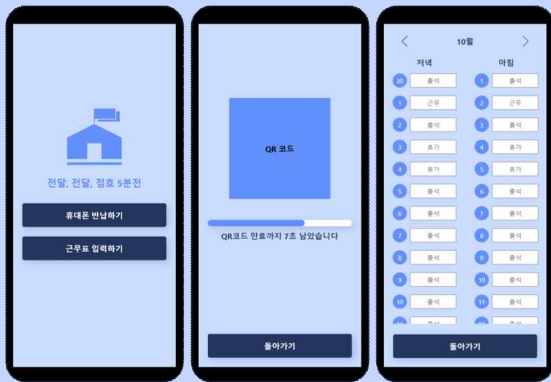 전달, 전달, 점호 5분전
휴대폰 반납하기
근무표 입력하기
QR 코드
QR코드 만료까지 7초 남았습니다
돌아가기
10월
저녁 아침
30 출석 1 출석
1 근무 2 근무
2 출석 3 출석
3 휴가 4 휴가
4 휴가 5 휴가
5 출석 6 출석
6 출석 7 출석
7 출석 8 출석
8 출석 9 출석
9 출석 10 출석
10 출석 11 출석
돌아가기